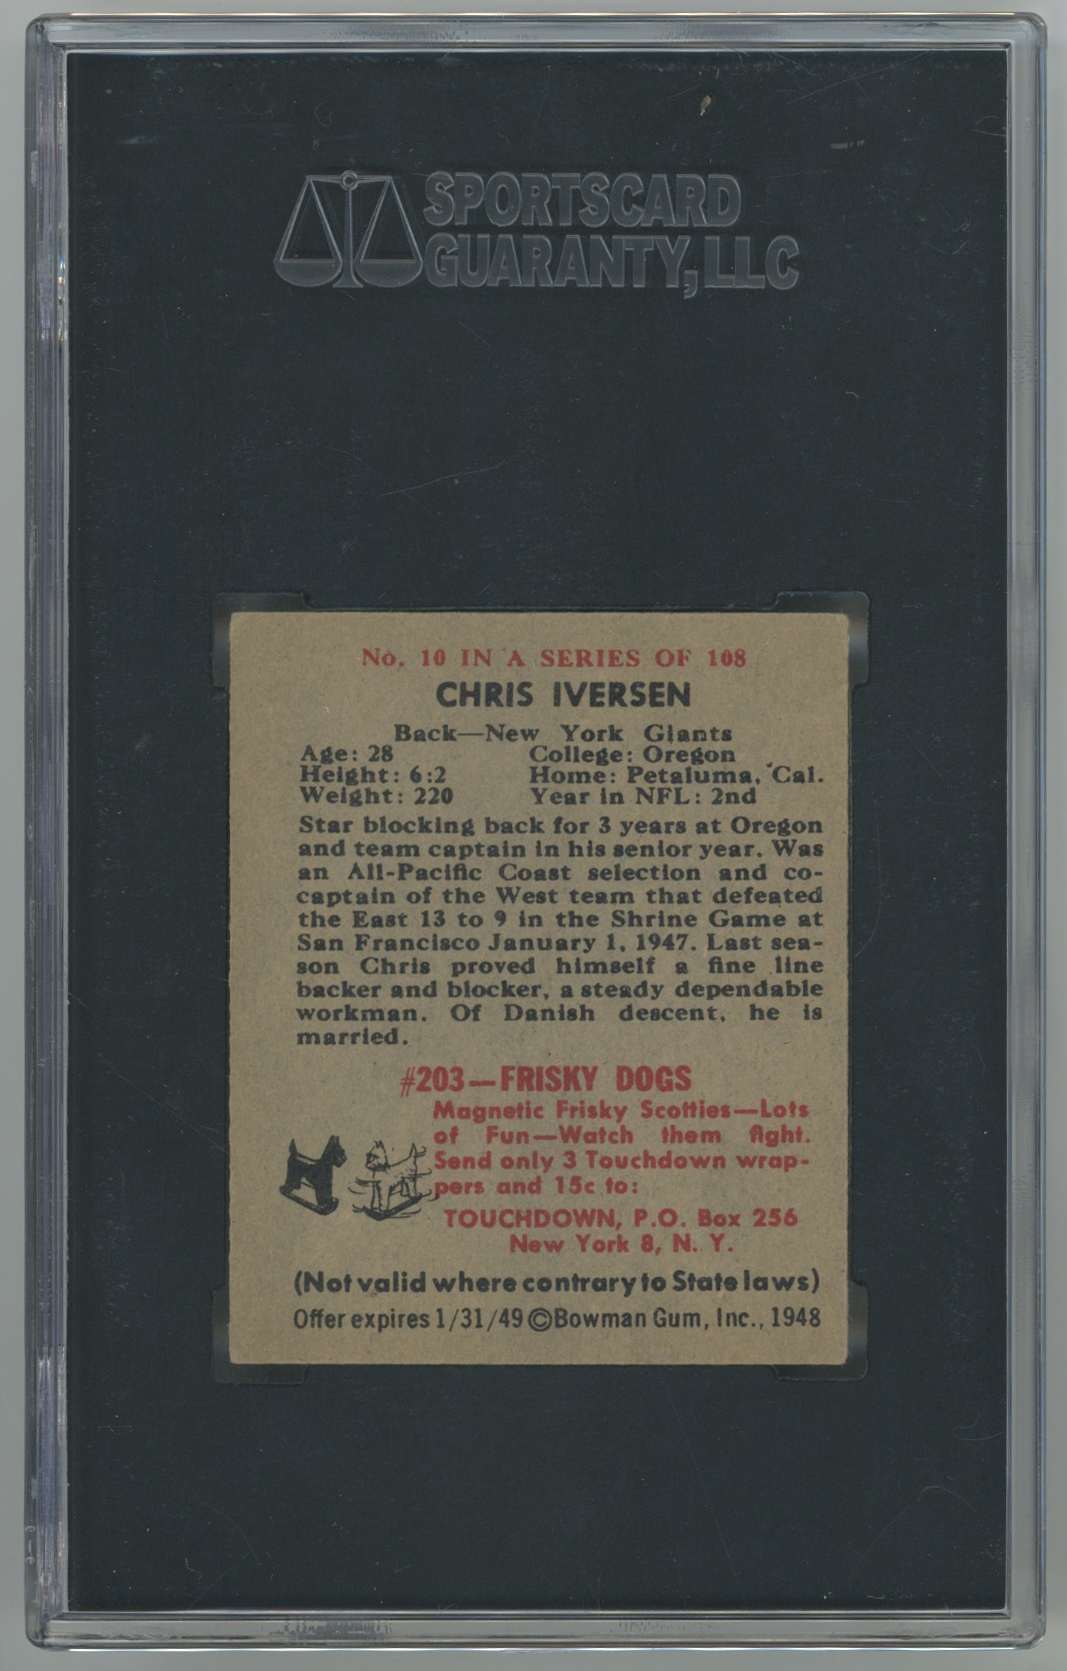 SPORTSCARD
GUARANTY, LLC
No. 10 IN A SERIES OF 108
CHRIS IVERSEN
Back—New York Giants
Age: 28 College: Oregon
Height: 6:2 Home: Petaluma, Cal.
Weight: 220 Year in NFL: 2nd
Star blocking back for 3 years at Oregon
and team captain in his senior year. Was
an All-Pacific Coast selection and co-
captain of the West team that defeated
the East 13 to 9 in the Shrine Game at
San Francisco January 1, 1947. Last sea-
son Chris proved himself a fine line
backer and blocker, a steady dependable
workman. Of Danish descent, he is
married.
#203—FRISKY DOGS
Magnetic Frisky Scotties—Lots
of Fun—Watch them fight.
Send only 3 Touchdown wrap-
pers and 15c to:
TOUCHDOWN, P.O. Box 256
New York 8, N. Y.
(Not valid where contrary to State laws)
Offer expires 1/31/49 ©Bowman Gum, Inc., 1948